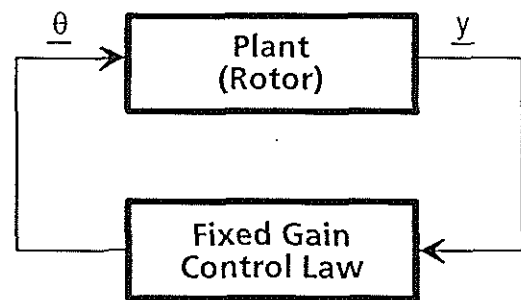 θ
Plant
(Rotor)
y
Fixed Gain
Control Law